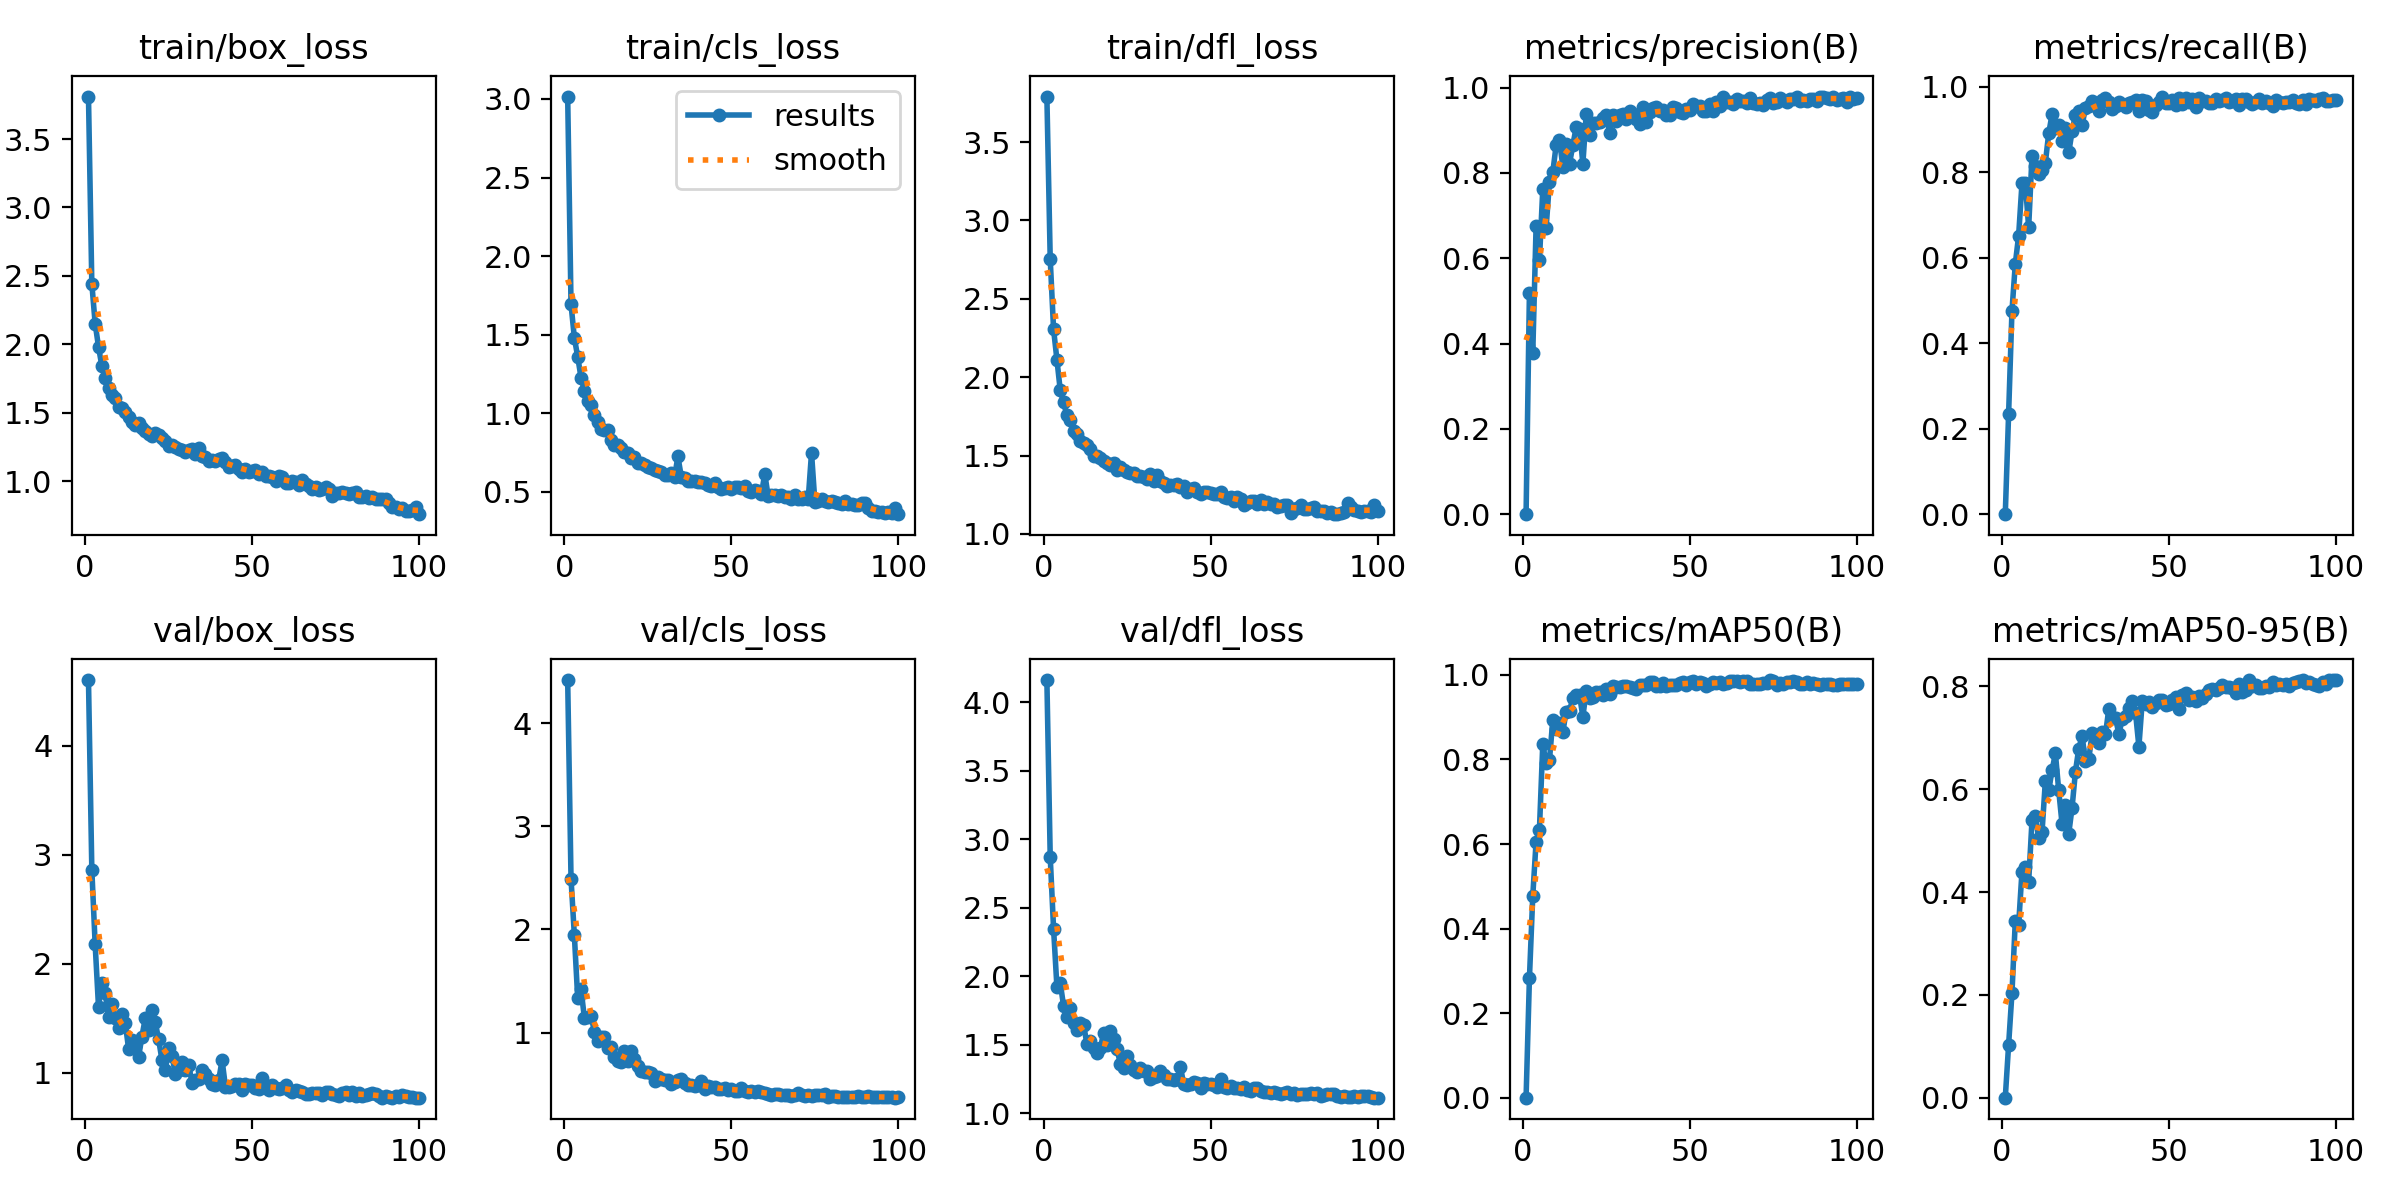 train/box_loss
3.5
3.0
2.5
2.0
1.5
1.0
0 50 100
train/cls_loss
results
smooth
3.0
2.5
2.0
1.5
1.0
0.5
0 50 100
train/dfl_loss
3.5
3.0
2.5
2.0
1.5
1.0
0 50 100
metrics/precision(B)
1.0
0.8
0.6
0.4
0.2
0.0
0 50 100
metrics/recall(B)
1.0
0.8
0.6
0.4
0.2
0.0
0 50 100
val/box_loss
4
3
2
1
0 50 100
val/cls_loss
4
3
2
1
0 50 100
val/dfl_loss
4.0
3.5
3.0
2.5
2.0
1.5
1.0
0 50 100
metrics/mAP50(B)
1.0
0.8
0.6
0.4
0.2
0.0
0 50 100
metrics/mAP50-95(B)
0.8
0.6
0.4
0.2
0.0
0 50 100